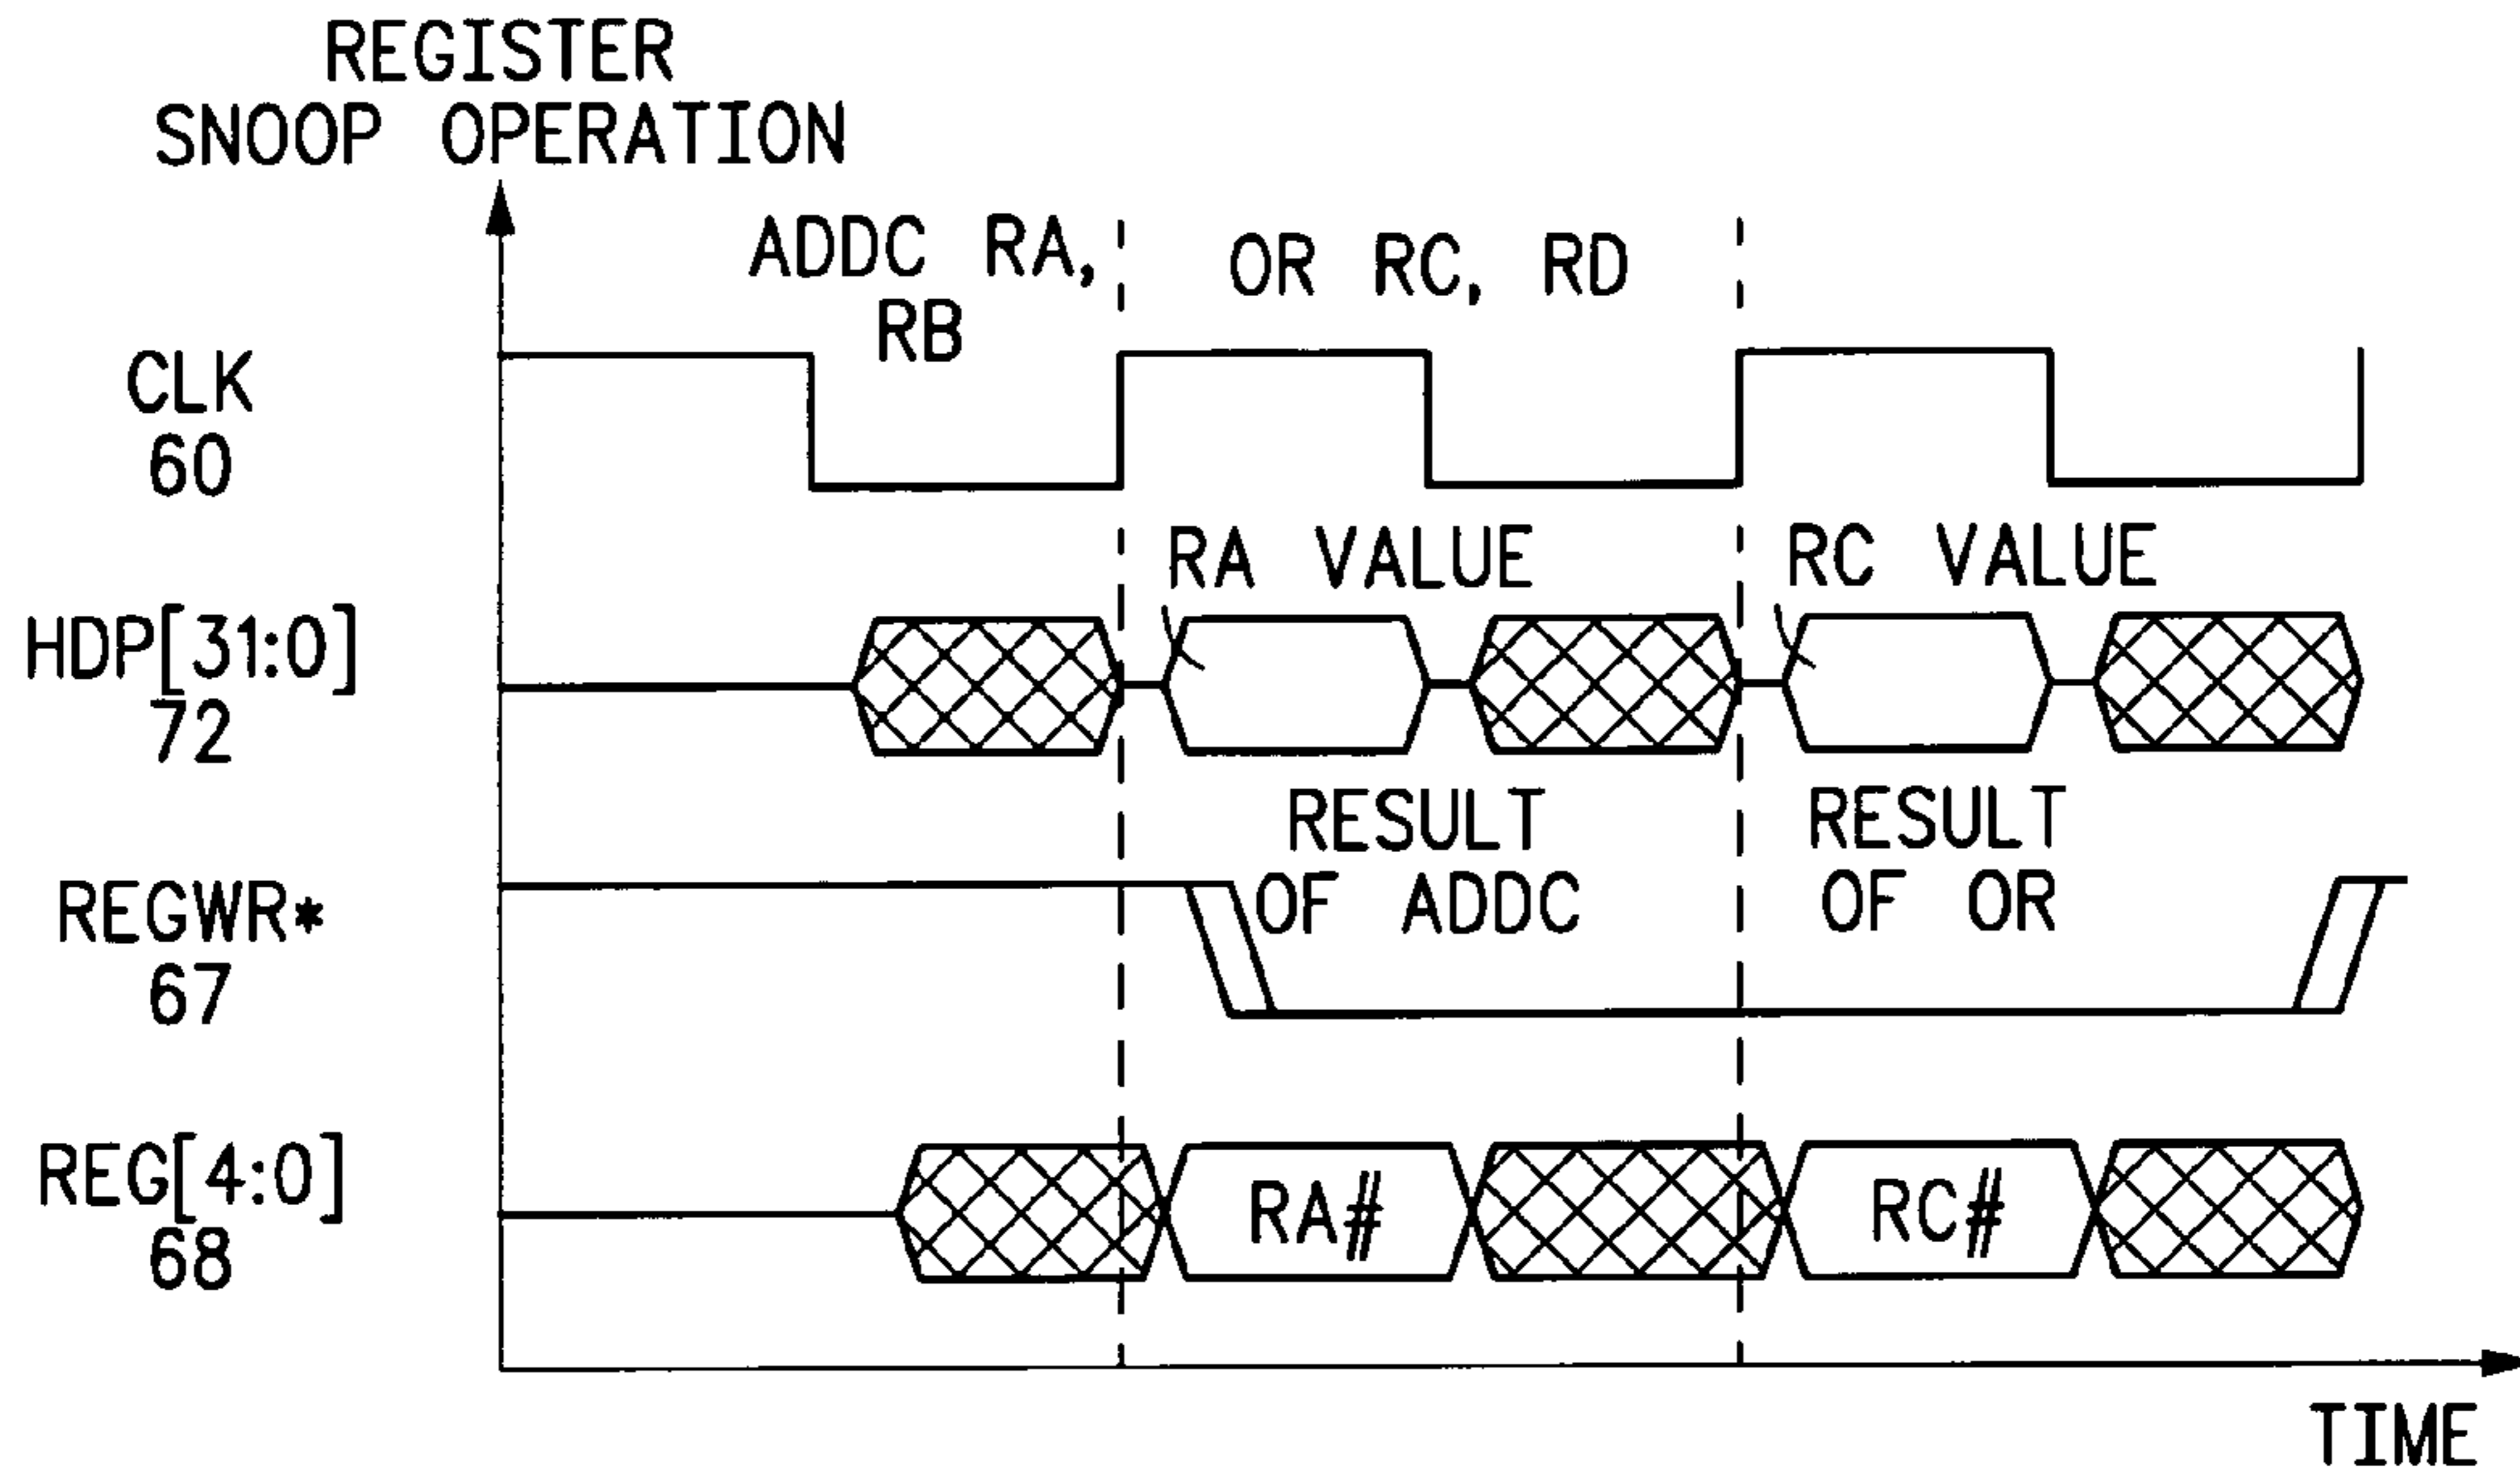 REGISTER
SNOOP OPERATION
ADDC RA,
RB
OR RC, RD
CLK
60
RA VALUE
RC VALUE
HDP[31:0]
72
RESULT
OF ADDC
RESULT
OF OR
REGWR*
67
REG[4:0]
68
RA#
RC#
TIME